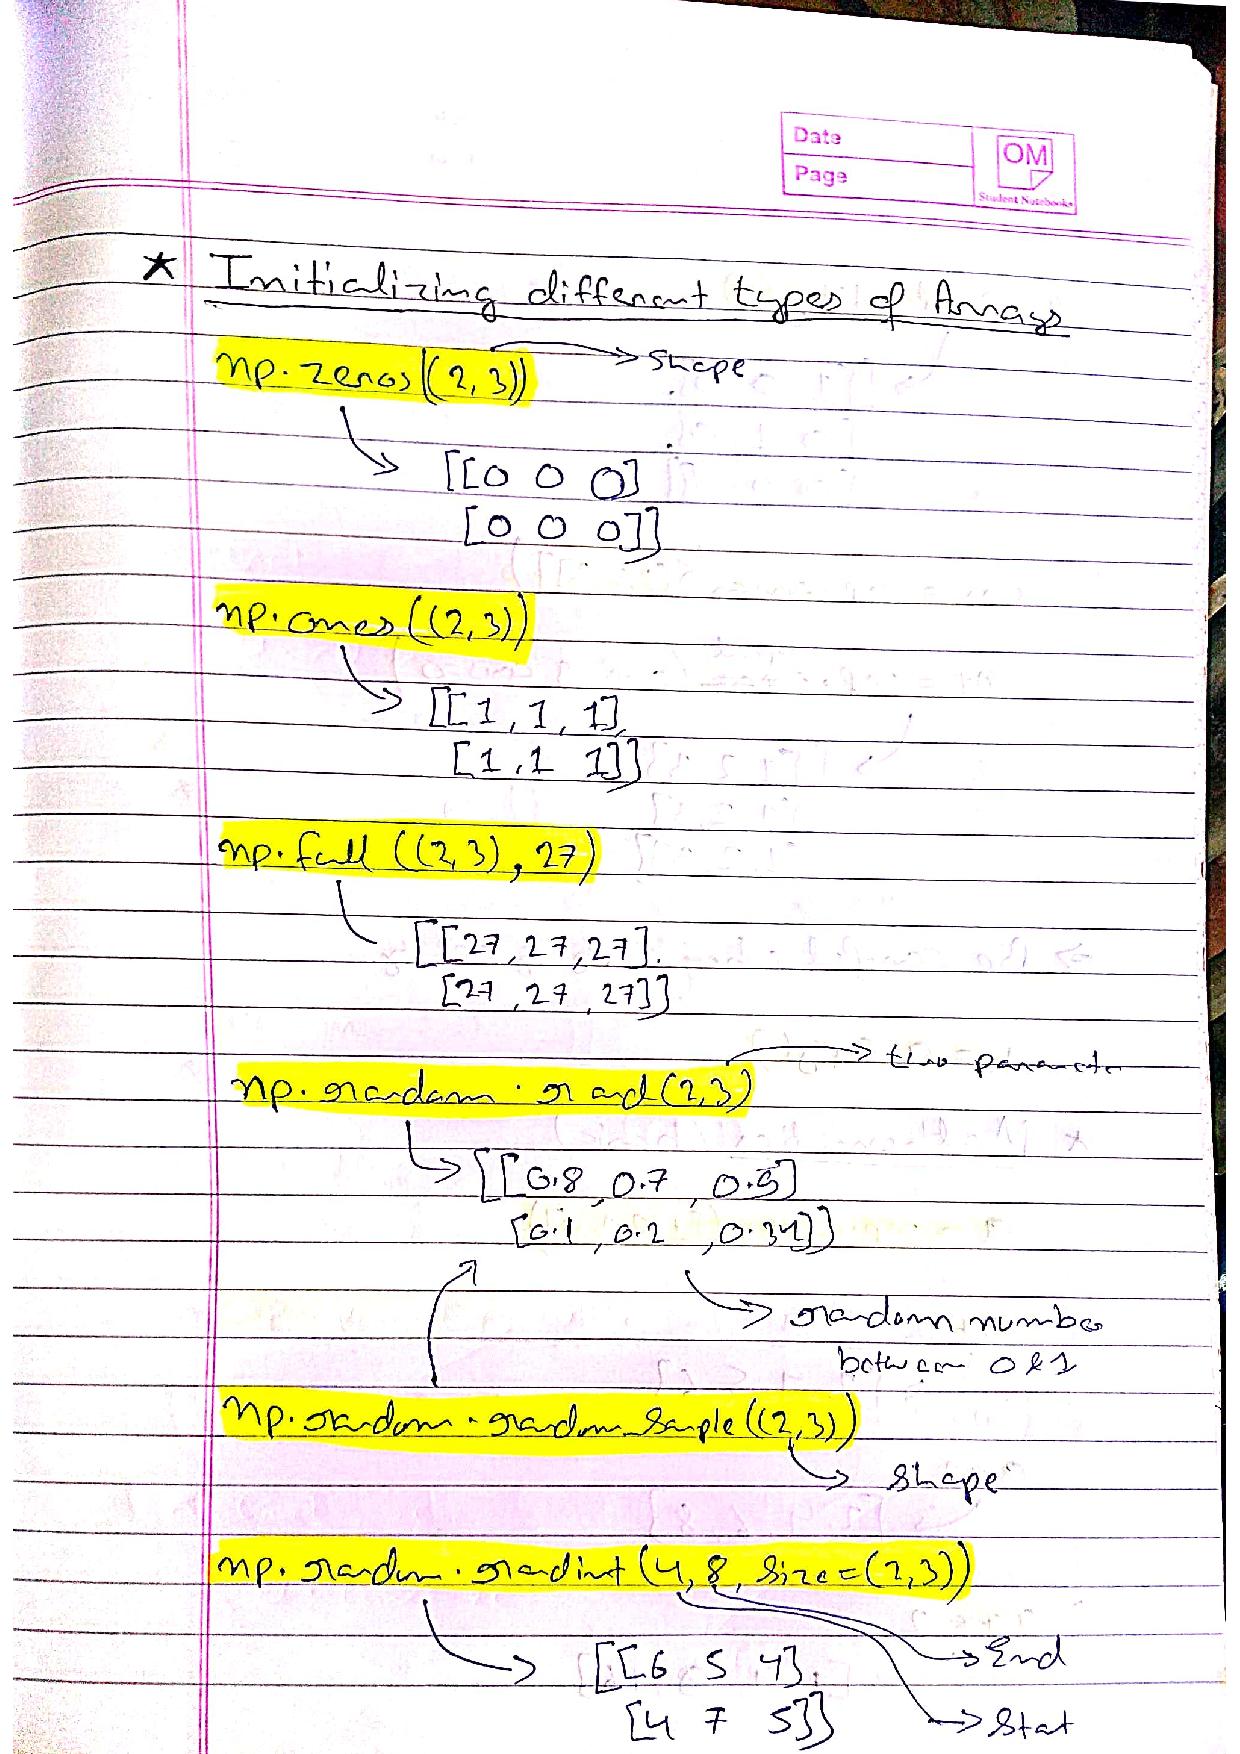 Date
Page
OM
Student Notebooks
★ Initializing different types of Arrays
np.zeros((2,3)) → Shape
[[0 0 0]
[0 0 0]]
np.ones((2,3))
[[1,1,1],
[1,1 1]]
np.full((2,3),27)
[[27,27,27].
[27,27,27]]
np.random.rand(2,3) → two paramete
[[0.8,0.7,0.5]
[0.1,0.2,0.34]]
random number
between 0&1
np.random.random_sample((2,3))
shape
np.random.randint(4,8,size=(2,3))
[[6 5 4], End
[4 7 5]] Stat